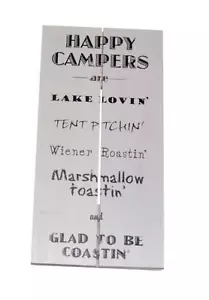 HAPPY
CAMPERS
are
LAKE LOVIN'
TENT PITCHIN'
Wiener Roastin'
Marshmallow
toastin'
and
GLAD TO BE
COASTIN'